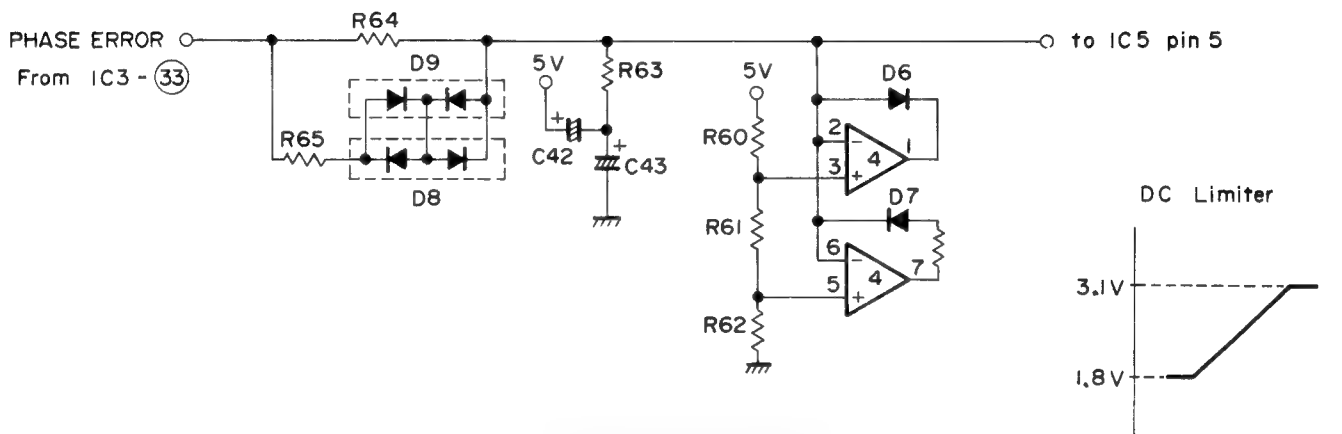 R64
PHASE ERROR
to IC5 pin 5
From IC3 - 33
D9
5V
R63
5V
D6
R65
R60
2
1
4
3
C42
C43
D8
D7
DC Limiter
R61
6
7
4
5
3.1V
R62
1.8V